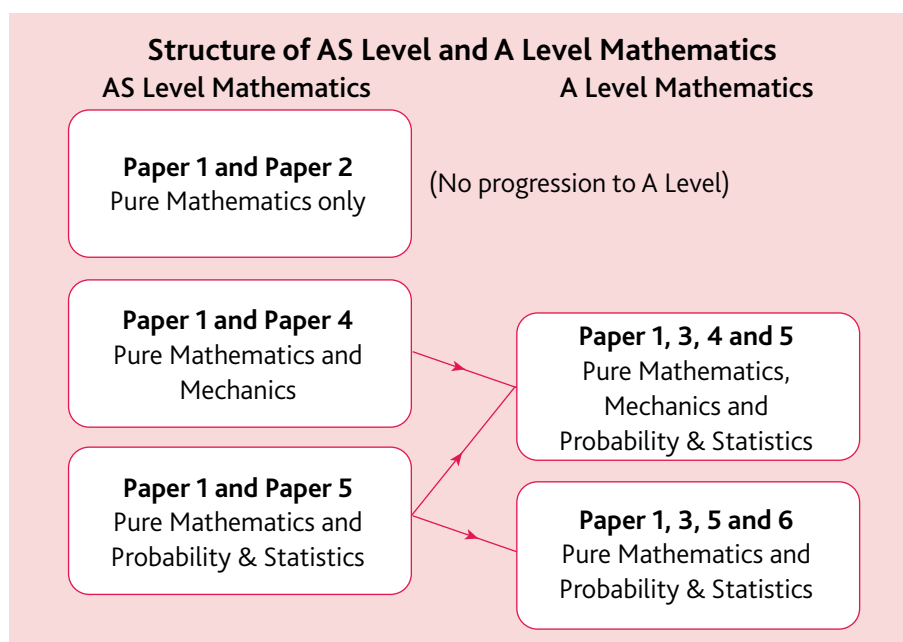 Structure of AS Level and A Level Mathematics
AS Level Mathematics
A Level Mathematics
Paper 1 and Paper 2
Pure Mathematics only
(No progression to A Level)
Paper 1 and Paper 4
Pure Mathematics and
Mechanics
Paper 1 and Paper 5
Pure Mathematics and
Probability & Statistics
Paper 1, 3, 4 and 5
Pure Mathematics,
Mechanics and
Probability & Statistics
Paper 1, 3, 5 and 6
Pure Mathematics and
Probability & Statistics